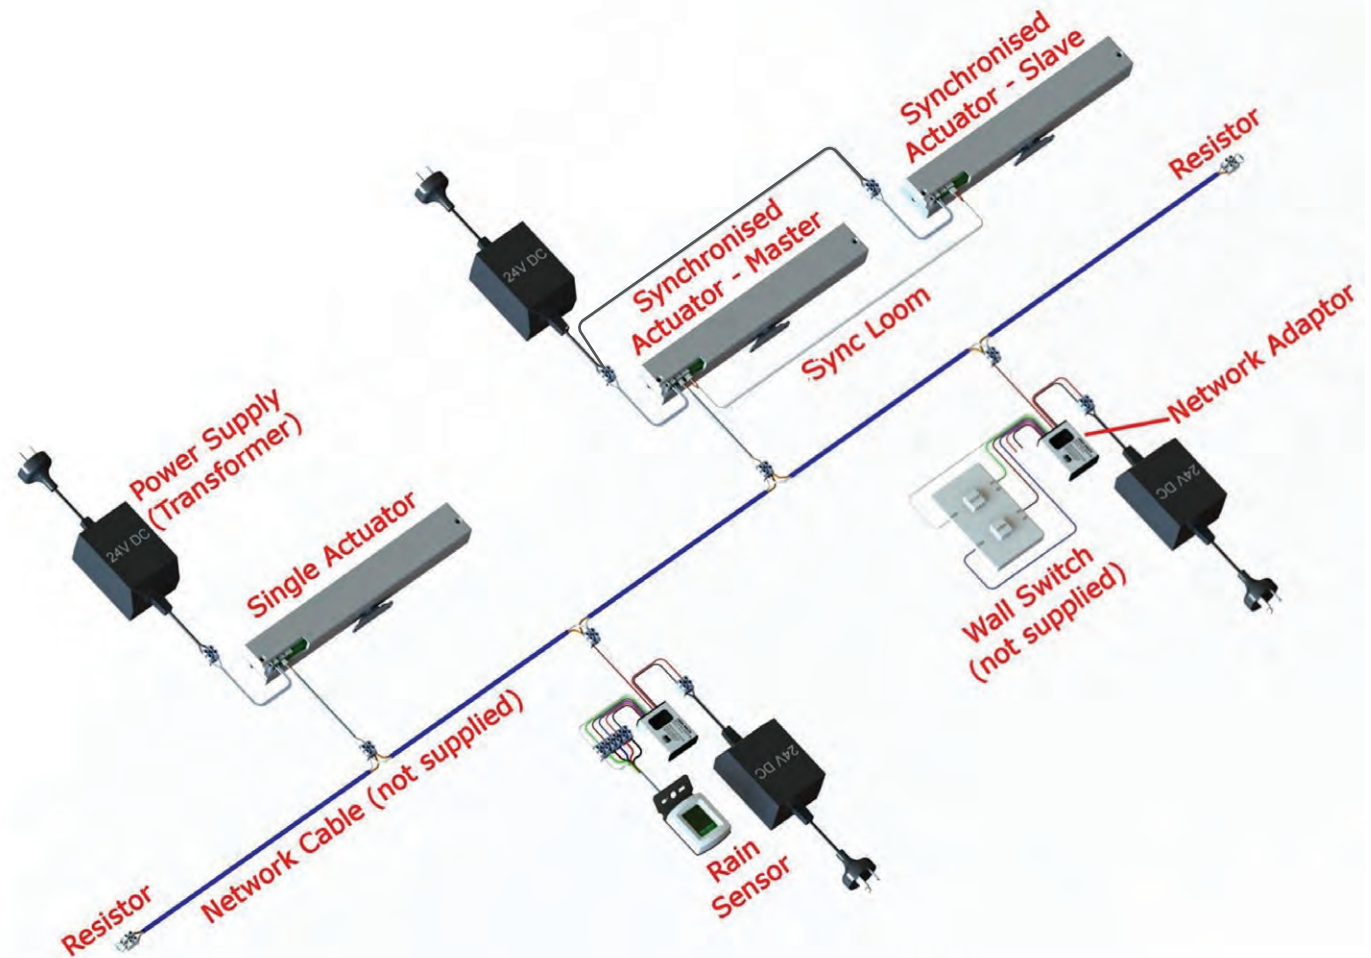 Synchronised
Actuator - Slave
Resistor
Synchronised
Actuator - Master
24V DC
Sync Loom
Network Adaptor
Power Supply
(Transformer)
24V DC
Single Actuator
24V DC
Wall Switch
(not supplied)
Network Cable (not supplied)
24V DC
Rain
Sensor
Resistor